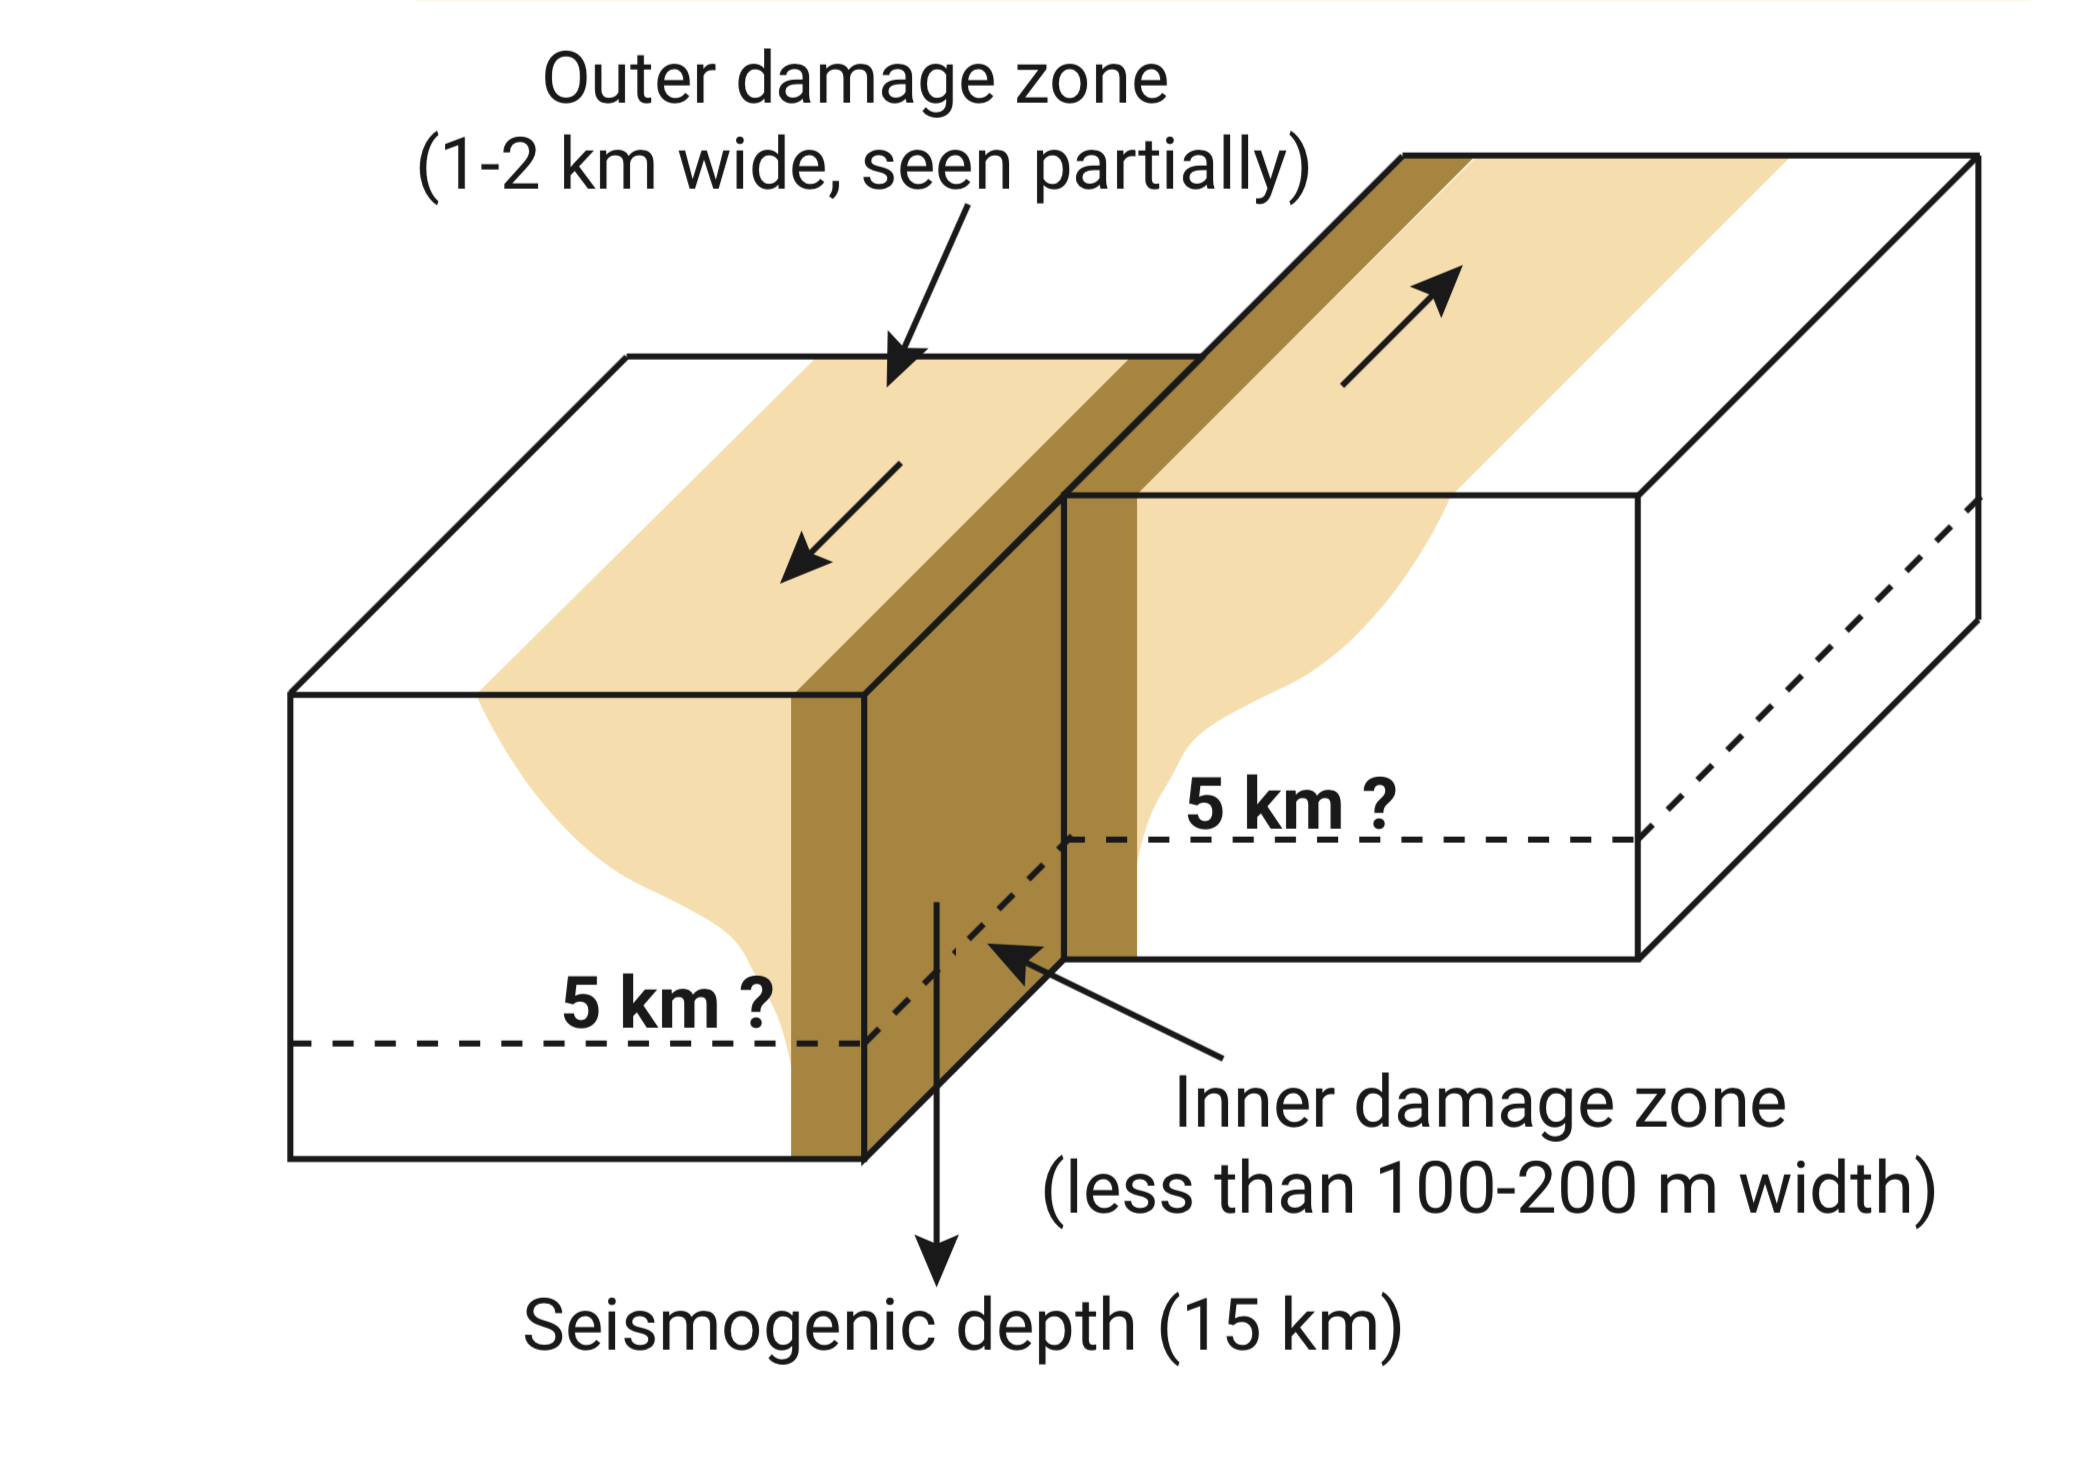 Outer damage zone
(1-2 km wide, seen partially)
5 km ?
5 km ?
Inner damage zone
(less than 100-200 m width)
Seismogenic depth (15 km)